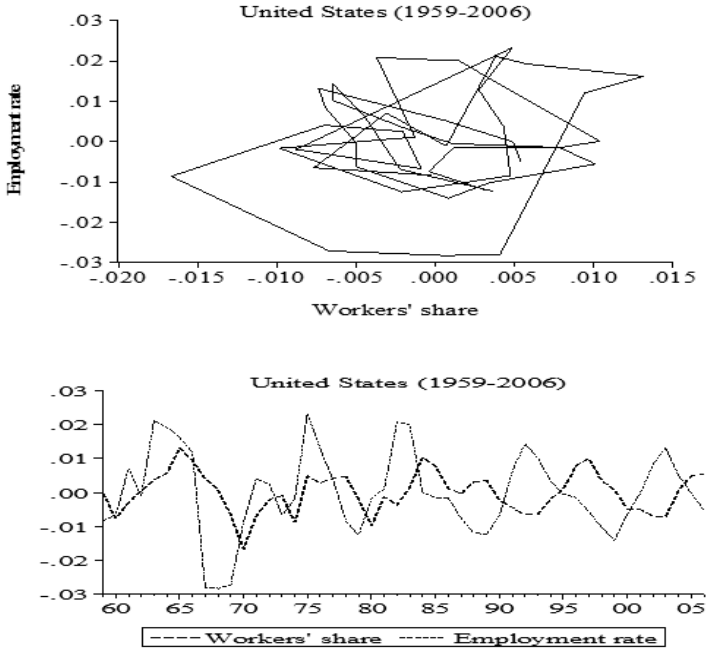 United States (1959-2006)
.03
.02
.01
.00
-.01
-.02
-.03
Employment rate
-.020 -.015 -.010 -.005 .000 .005 .010 .015
Workers' share
United States (1959-2006)
.03
.02
.01
.00
-.01
-.02
-.03
60 65 70 75 80 85 90 95 00 05
Workers' share Employment rate